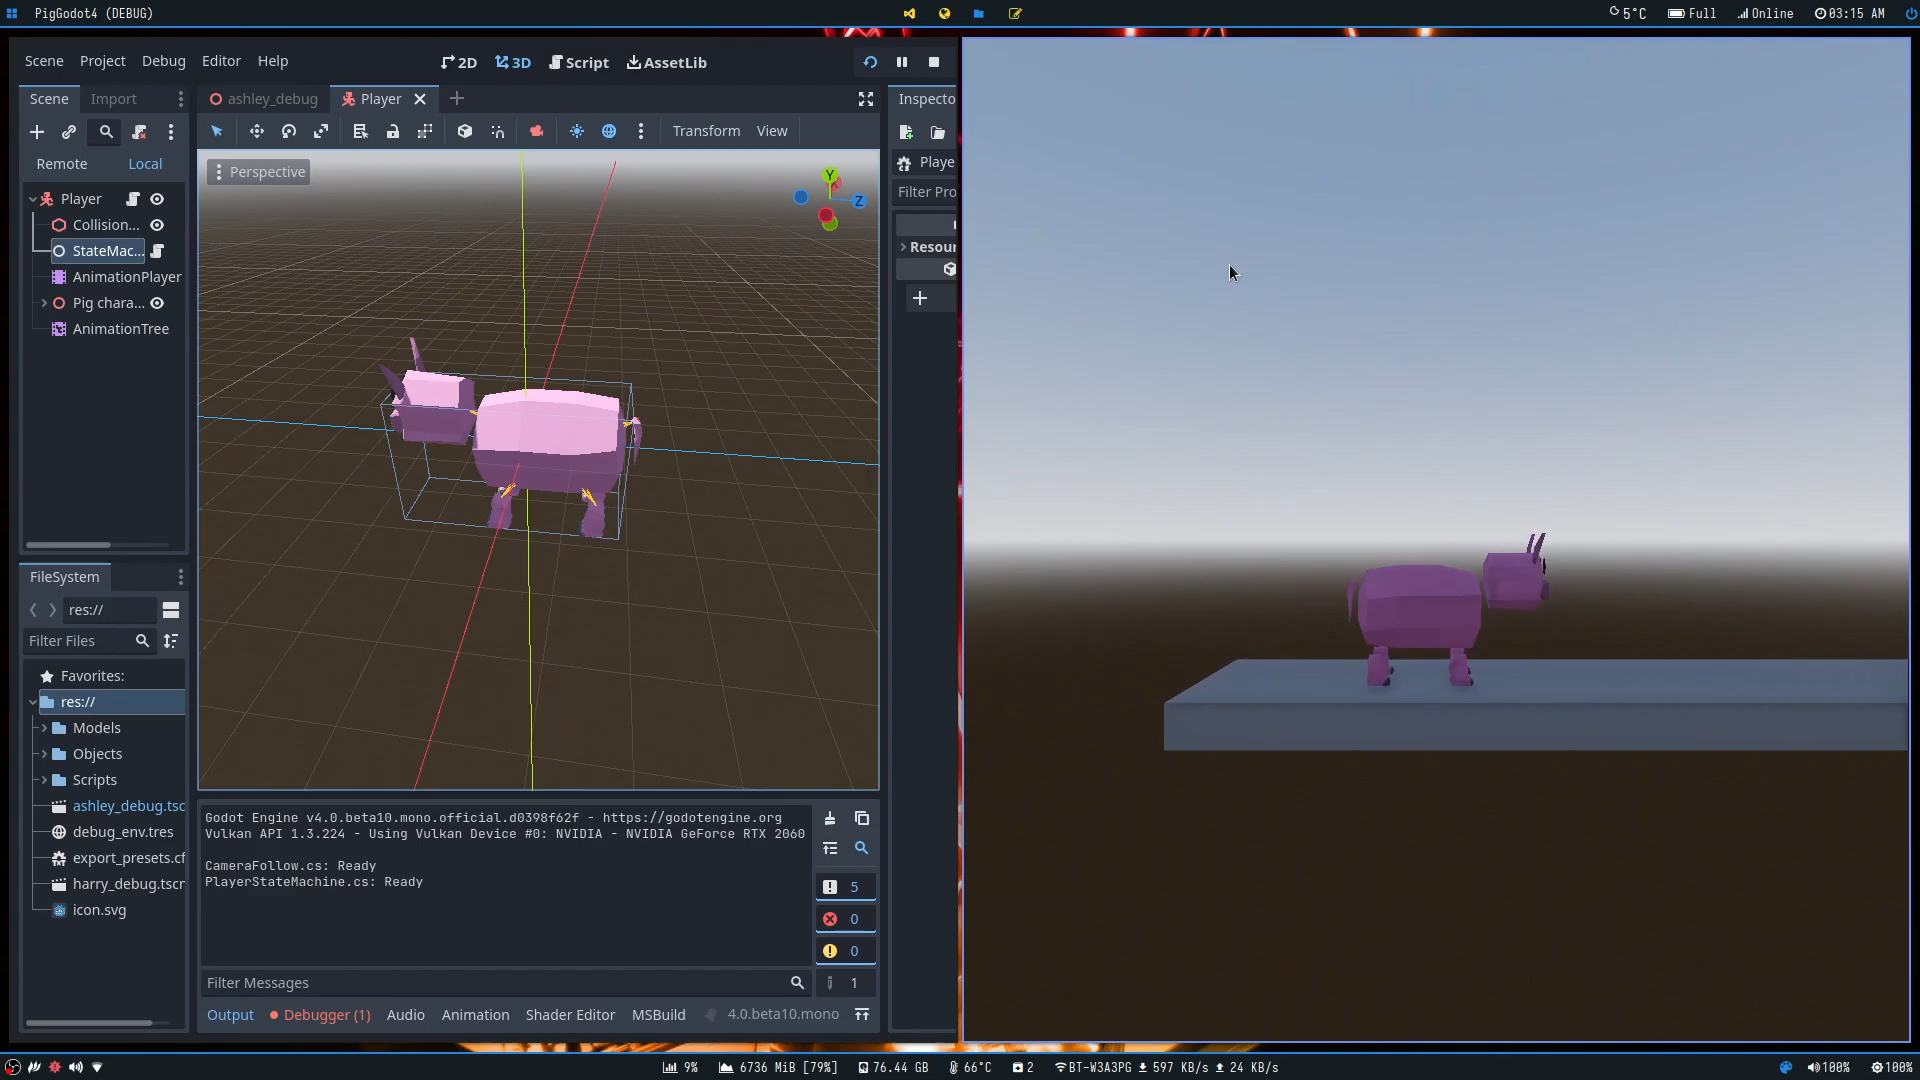 PigGodot4 (DEBUG)
5°C Full Online 03:15 AM
Scene Project Debug Editor Help
2D 3D Script AssetLib
Scene Import
ashley_debug Player
Inspecto
Transform View
Remote Local
Perspective
Y
X
Z
Playe
Filter Pro
Player
Collision...
StateMac...
AnimationPlayer
Pig chara...
AnimationTree
Resour
FileSystem
res://
Filter Files
Favorites:
res://
Models
Objects
Scripts
ashley_debug.tsc
debug_env.tres
export_presets.cf
harry_debug.tscr
icon.svg
Godot Engine v4.0.beta10.mono.official.d0398f62f - https://godotengine.org
Vulkan API 1.3.224 - Using Vulkan Device #0: NVIDIA - NVIDIA GeForce RTX 2060
CameraFollow.cs: Ready
PlayerStateMachine.cs: Ready
5
0
0
1
Filter Messages
Output Debugger (1) Audio Animation Shader Editor MSBuild 4.0.beta10.mono
9% 6736 MiB [79%] 76.44 GB 66°C 2 BT-W3A3PG 597 KB/s 24 KB/s
100% 100%